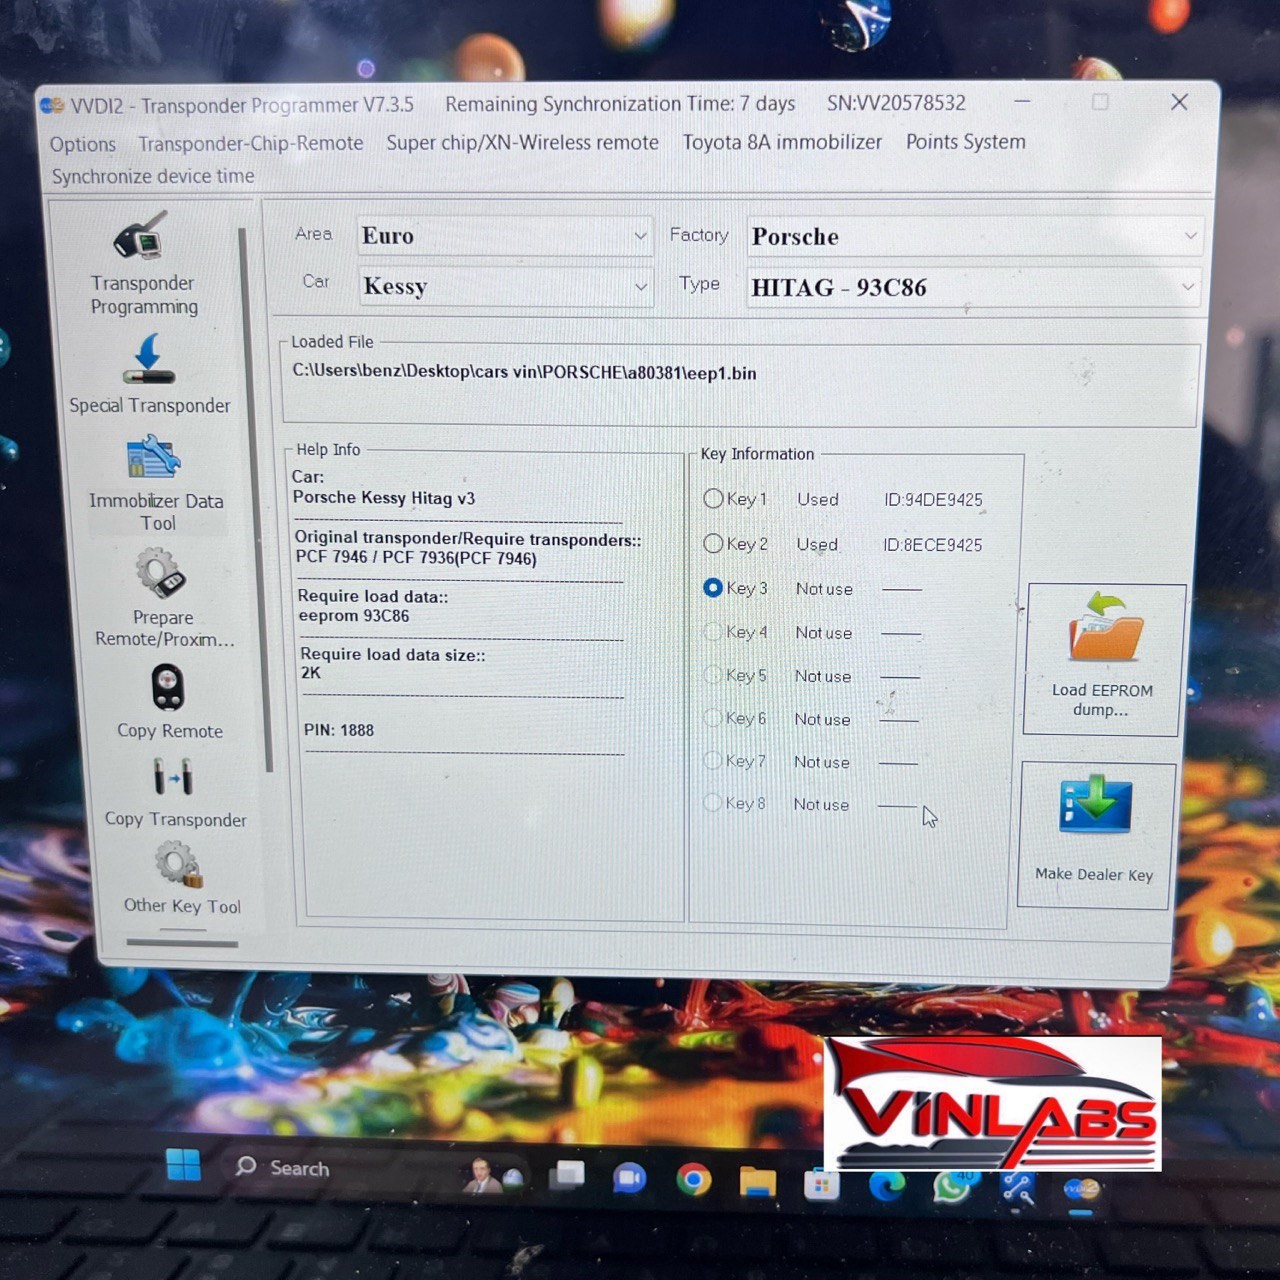 VVDI2 - Transponder Programmer V7.3.5 Remaining Synchronization Time: 7 days SN:VV20578532
Options Transponder-Chip-Remote Super chip/XN-Wireless remote Toyota 8A immobilizer Points System
Synchronize device time
Transponder
Programming
Special Transponder
Immobilizer Data
Tool
Prepare
Remote/Proxim...
Copy Remote
Copy Transponder
Other Key Tool
Area Euro Factory Porsche
Car Kessy Type HITAG - 93C86
Loaded File
C:\Users\benz\Desktop\cars vin\PORSCHE\a80381\eep1.bin
Help Info
Car:
Porsche Kessy Hitag v3
Original transponder/Require transponders::
PCF 7946 / PCF 7936(PCF 7946)
Require load data::
eeprom 93C86
Require load data size::
2K
PIN: 1888
Key Information
Key 1 Used ID:94DE9425
Key 2 Used ID:8ECE9425
Key 3 Not use
Key 4 Not use
Key 5 Not use
Key 6 Not use
Key 7 Not use
Key 8 Not use
Load EEPROM
dump...
Make Dealer Key
ViNLABS
Search
40
VVDI2